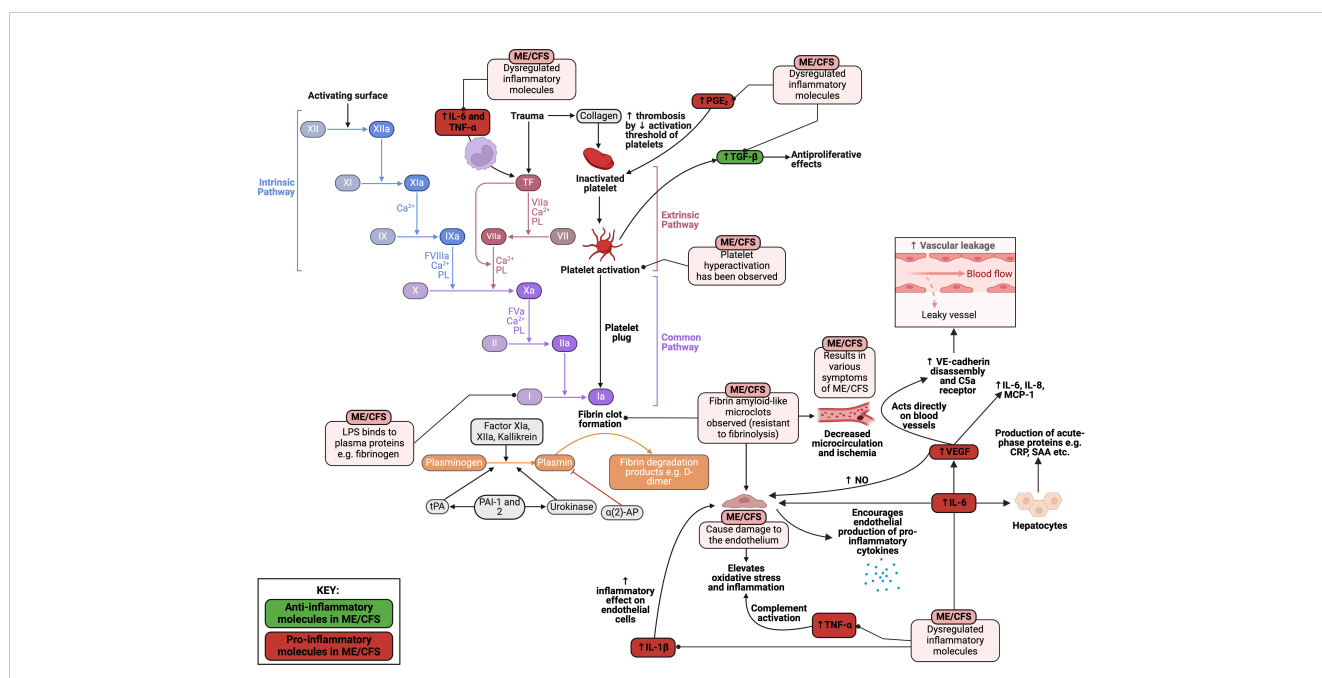 ME/CFS
Dysregulated
inflammatory
molecules
ME/CFS
Dysregulated
inflammatory
molecules
Activating surface
↑IL-6 and
TNF-α
Trauma
Collagen
↑ thrombosis
by ↓ activation
threshold of
platelets
↑PGE₂
XII
XIIa
↑TGF-β
Antiproliferative
effects
Intrinsic
Pathway
XI
XIa
TF
Inactivated
platelet
Ca²⁺
VIIa
Ca²⁺
PL
Extrinsic
Pathway
IX
IXa
VIIa
VII
FVIIIa
Ca²⁺
PL
Ca²⁺
PL
Platelet activation
ME/CFS
Platelet
hyperactivation
has been observed
↑ Vascular leakage
Blood flow
Leaky vessel
X
Xa
FVa
Ca²⁺
PL
Platelet
plug
Common
Pathway
II
IIa
ME/CFS
Results in
various
symptoms
of ME/CFS
↑ VE-cadherin
disassembly
and C5a
receptor
↑IL-6, IL-8,
MCP-1
I
Ia
Fibrin clot
formation
ME/CFS
Fibrin amyloid-like
microclots
observed (resistant
to fibrinolysis)
Decreased
microcirculation
and ischemia
Acts directly
on blood
vessels
ME/CFS
LPS binds to
plasma proteins
e.g. fibrinogen
Factor XIa,
XIIa, Kallikrein
Plasminogen
Plasmin
Fibrin degradation
products e.g. D-
dimer
↑VEGF
Production of acute-
phase proteins e.g.
CRP, SAA etc.
↑ NO
tPA
PAI-1 and
2
Urokinase
α(2)-AP
↑IL-6
Hepatocytes
ME/CFS
Cause damage to
the endothelium
Encourages
endothelial
production of pro-
inflammatory
cytokines
Elevates
oxidative stress
and inflammation
↑
inflammatory
effect on
endothelial
cells
Complement
activation
↑TNF-α
↑IL-1β
ME/CFS
Dysregulated
inflammatory
molecules
KEY:
Anti-inflammatory
molecules in ME/CFS
Pro-inflammatory
molecules in ME/CFS